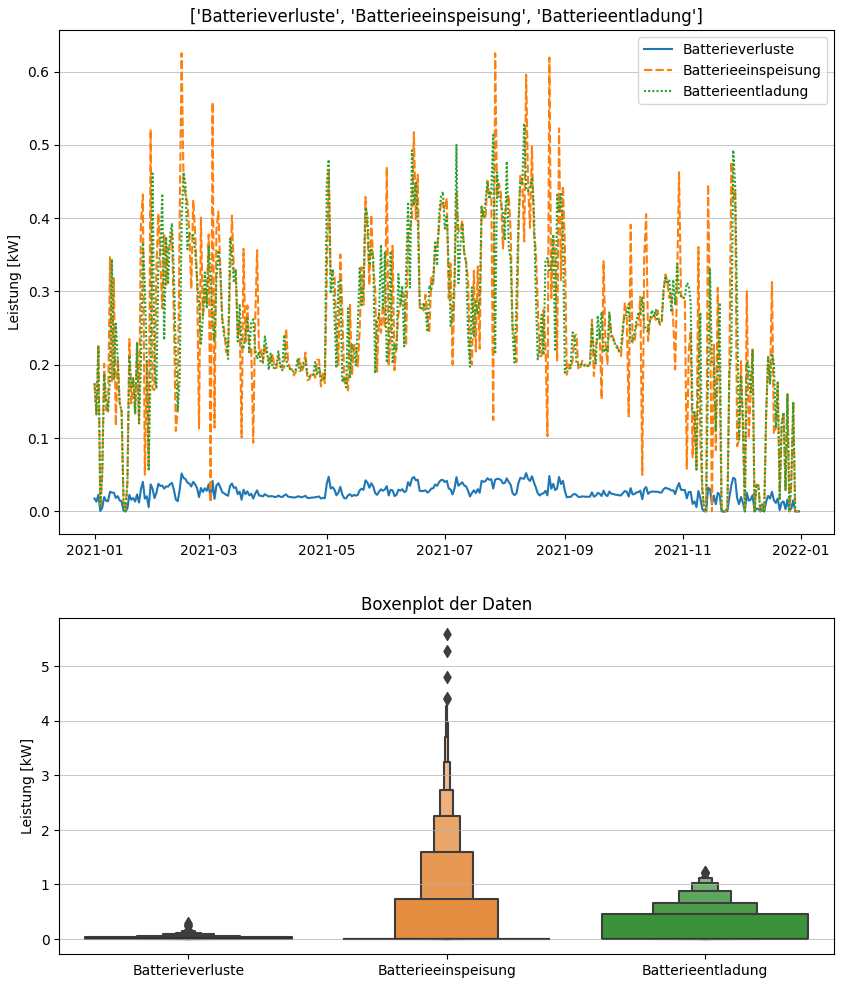 ['Batterieverluste', 'Batterieeinspeisung', 'Batterieentladung']
Leistung [kW]
0.6
0.5
0.4
0.3
0.2
0.1
0.0
Batterieverluste
Batterieeinspeisung
Batterieentladung
2021-01 2021-03 2021-05 2021-07 2021-09 2021-11 2022-01
Boxenplot der Daten
Leistung [kW]
5
4
3
2
1
0
Batterieverluste Batterieeinspeisung Batterieentladung